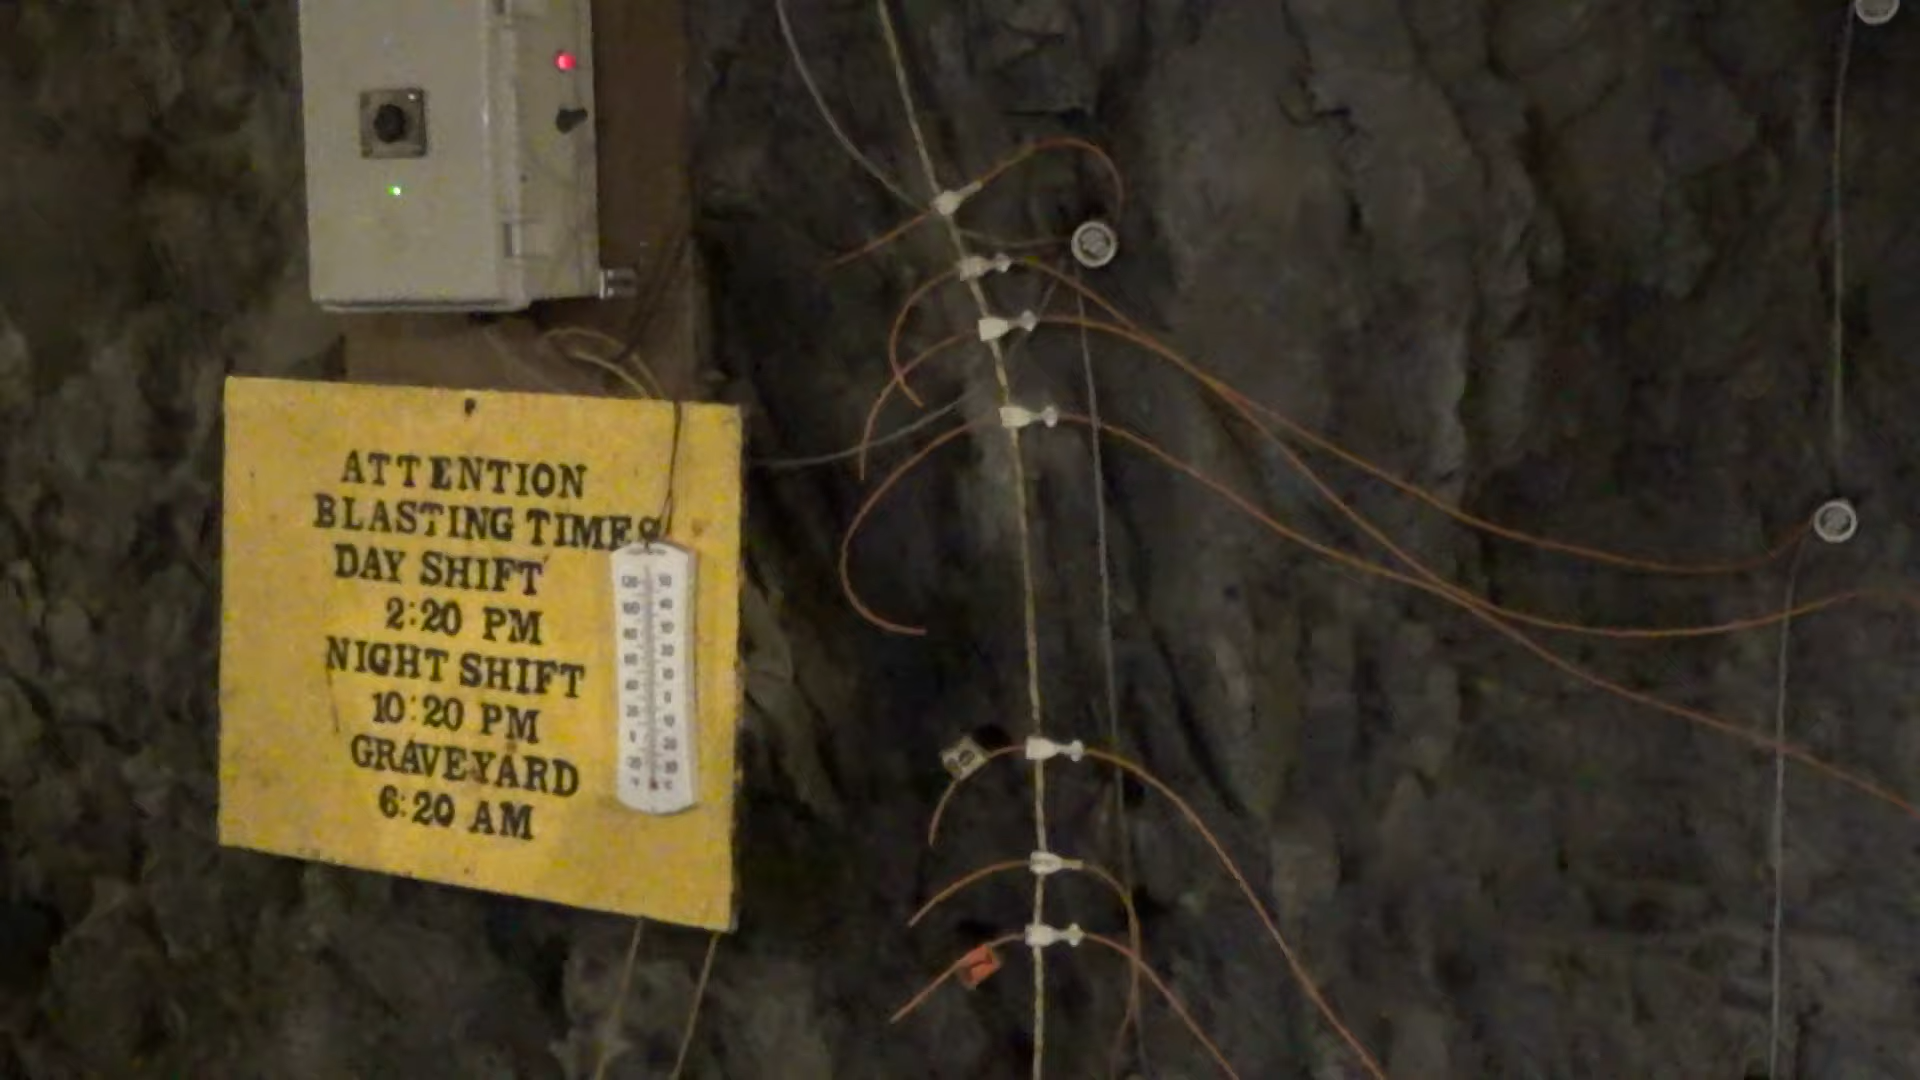 ATTENTION
BLASTING TIMES
DAY SHIFT
2:20 PM
NIGHT SHIFT
10:20 PM
GRAVEYARD
6:20 AM